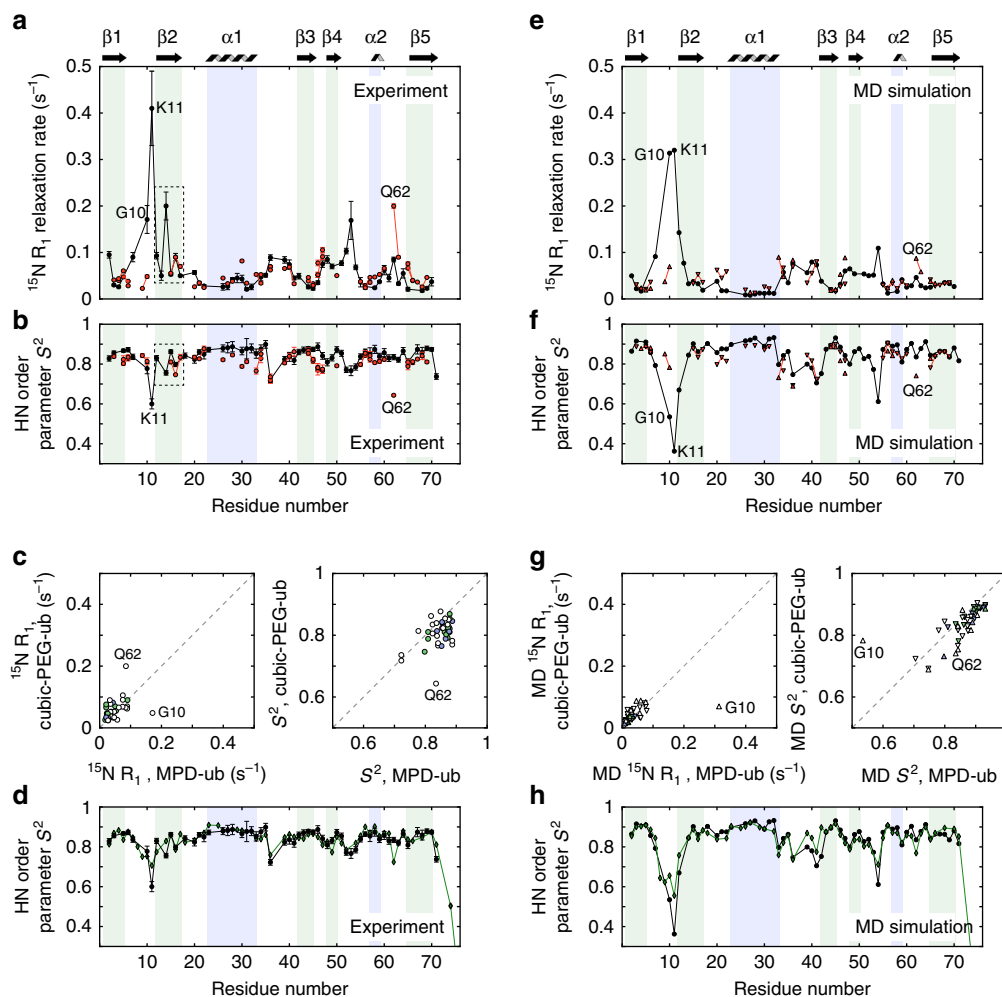 a
β1 β2 α1 β3 β4 α2 β5
¹⁵N R₁ relaxation rate (s⁻¹)
0.5
0.4
0.3
0.2
0.1
0
Experiment
K11
G10
Q62
b
HN order
parameter S²
1
0.8
0.6
0.4
K11
Q62
Experiment
10 20 30 40 50 60 70
Residue number
e
β1 β2 α1 β3 β4 α2 β5
¹⁵N R₁ relaxation rate (s⁻¹)
0.5
0.4
0.3
0.2
0.1
0
MD simulation
G10
K11
Q62
f
HN order
parameter S²
1
0.8
0.6
0.4
G10
K11
Q62
MD simulation
10 20 30 40 50 60 70
Residue number
c
¹⁵N R₁,
cubic-PEG-ub (s⁻¹)
0.4
0.2
0
Q62
G10
0 0.2 0.4
¹⁵N R₁ , MPD-ub (s⁻¹)
S², cubic-PEG-ub
1
0.8
0.6
Q62
0.6 0.8 1
S², MPD-ub
g
MD ¹⁵N R₁,
cubic-PEG-ub (s⁻¹)
0.4
0.2
0
G10
0 0.2 0.4
MD ¹⁵N R₁ , MPD-ub (s⁻¹)
MD S², cubic-PEG-ub
1
0.8
0.6
G10
Q62
0.6 0.8 1
MD S², MPD-ub
d
HN order
parameter S²
1
0.8
0.6
0.4
Experiment
10 20 30 40 50 60 70
Residue number
h
HN order
parameter S²
1
0.8
0.6
0.4
MD simulation
10 20 30 40 50 60 70
Residue number